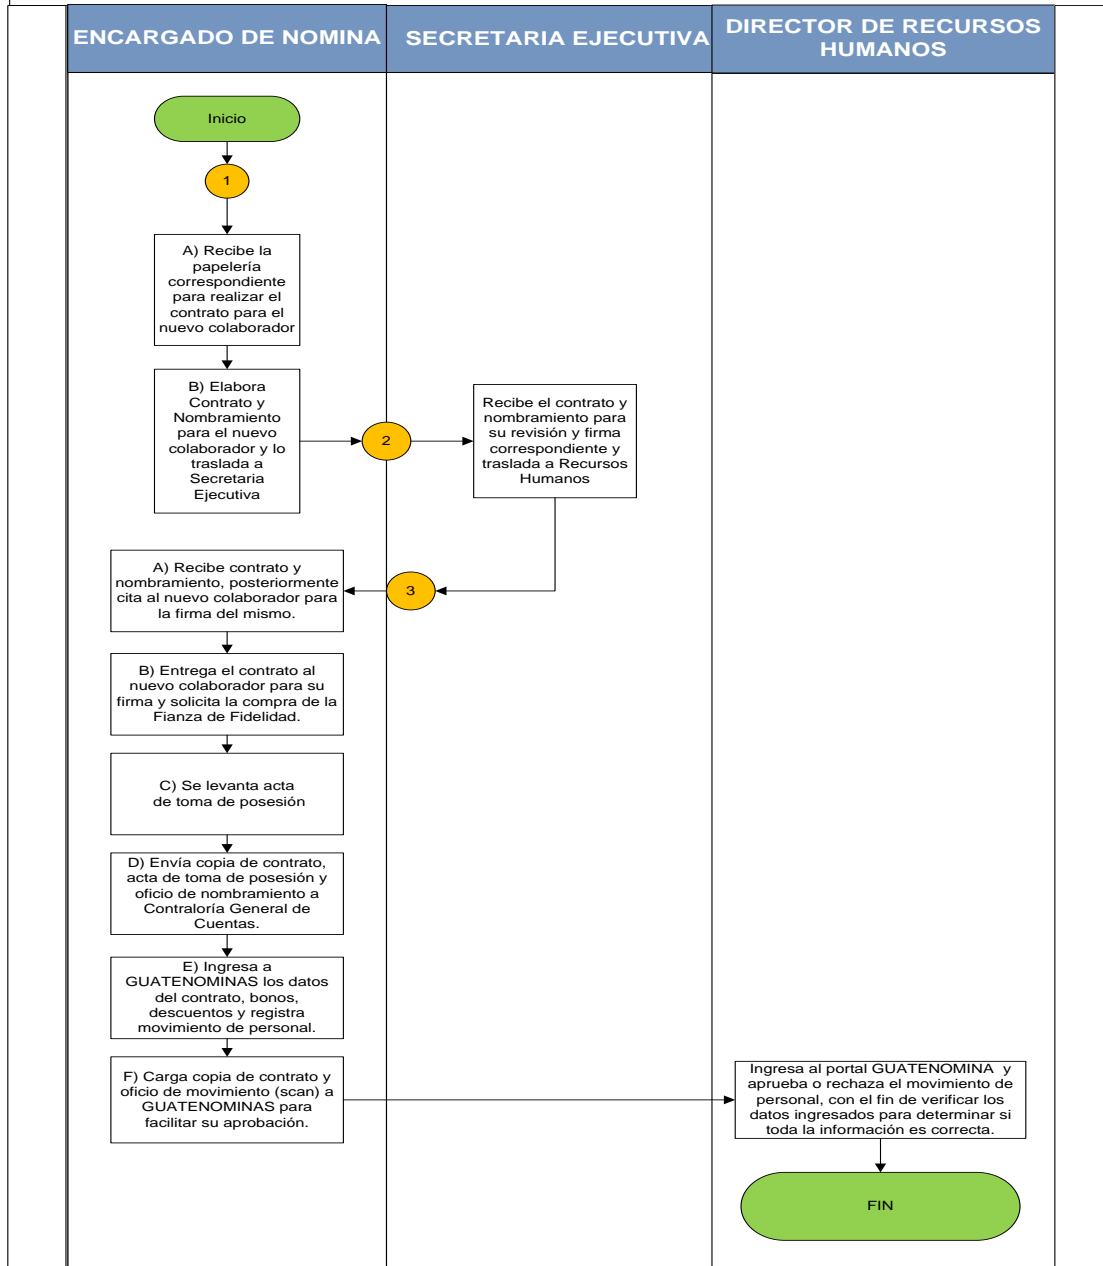 ENCARGADO DE NOMINA
SECRETARIA EJECUTIVA
DIRECTOR DE RECURSOS
HUMANOS
Inicio
1
A) Recibe la
papelería
correspondiente
para realizar el
contrato para el
nuevo colaborador
B) Elabora
Contrato y
Nombramiento
para el nuevo
colaborador y lo
traslada a
Secretaria
Ejecutiva
2
Recibe el contrato y
nombramiento para
su revisión y firma
correspondiente y
traslada a Recursos
Humanos
3
A) Recibe contrato y
nombramiento, posteriormente
cita al nuevo colaborador para
la firma del mismo.
B) Entrega el contrato al
nuevo colaborador para su
firma y solicita la compra de la
Fianza de Fidelidad.
C) Se levanta acta
de toma de posesión
D) Envía copia de contrato,
acta de toma de posesión y
oficio de nombramiento a
Contraloría General de
Cuentas.
E) Ingresa a
GUATENOMINAS los datos
del contrato, bonos,
descuentos y registra
movimiento de personal.
F) Carga copia de contrato y
oficio de movimiento (scan) a
GUATENOMINAS para
facilitar su aprobación.
Ingresa al portal GUATENOMINA y
aprueba o rechaza el movimiento de
personal, con el fin de verificar los
datos ingresados para determinar si
toda la información es correcta.
FIN